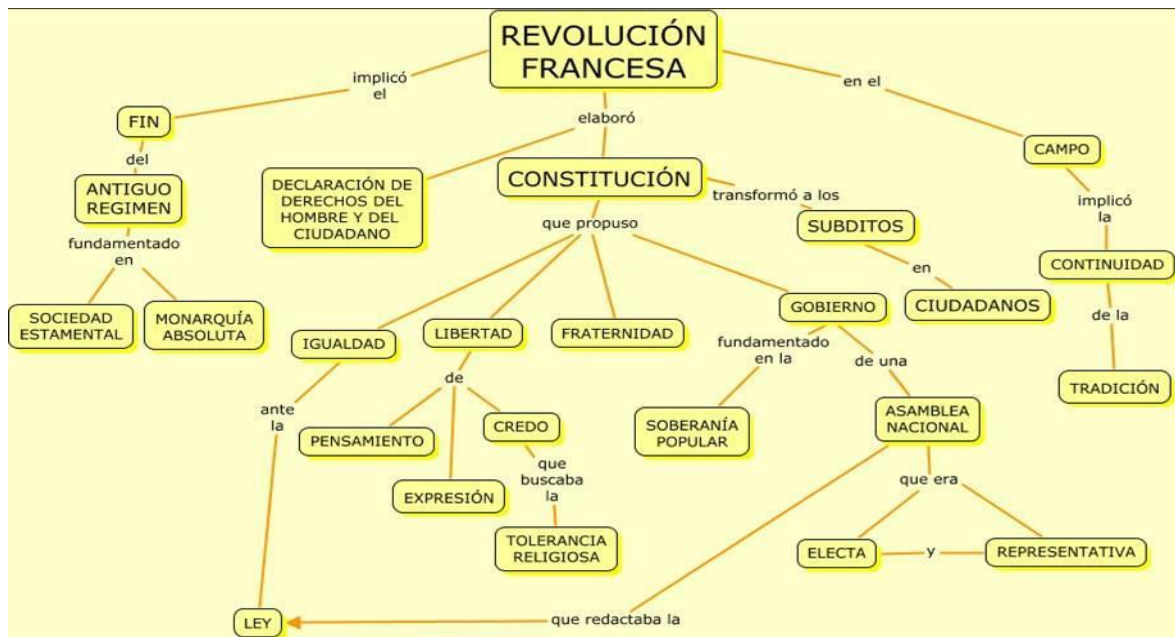 REVOLUCIÓN
FRANCESA
implicó
el
en el
elaboró
FIN
CAMPO
del
DECLARACIÓN DE
DERECHOS DEL
HOMBRE Y DEL
CIUDADANO
CONSTITUCIÓN
ANTIGUO
REGIMEN
transformó a los
implicó
la
que propuso
SUBDITOS
fundamentado
en
CONTINUIDAD
en
SOCIEDAD
ESTAMENTAL
MONARQUÍA
ABSOLUTA
GOBIERNO
CIUDADANOS
IGUALDAD
LIBERTAD
FRATERNIDAD
de la
fundamentado
en la
de una
de
TRADICIÓN
ante
la
PENSAMIENTO
CREDO
SOBERANÍA
POPULAR
ASAMBLEA
NACIONAL
que
buscaba
la
EXPRESIÓN
que era
TOLERANCIA
RELIGIOSA
ELECTA
y
REPRESENTATIVA
LEY
que redactaba la